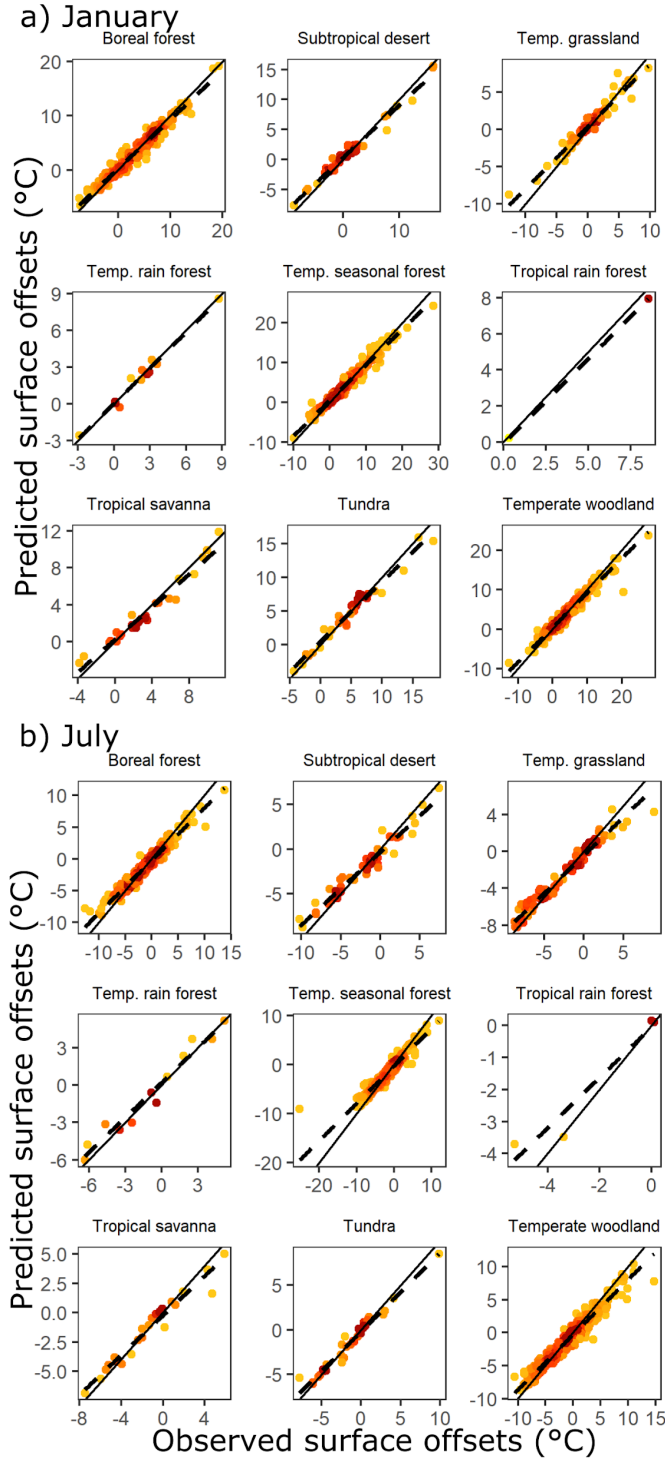 a) January
Boreal forest Subtropical desert Temp. grassland
20 10 0
0 10 20
15 10 5 0 -5
0 10
5 0 -5 -10
-10 -5 0 5 10
Temp. rain forest Temp. seasonal forest Tropical rain forest
9 6 3 0 -3
-3 0 3 6 9
20 10 0 -10
-10 0 10 20 30
8 6 4 2 0
0.0 2.5 5.0 7.5
Tropical savanna Tundra Temperate woodland
12 8 4 0
-4 0 4 8 12
15 10 5 0
-5 0 5 10 15
20 10 0 -10
-10 0 10 20
Predicted surface offsets (°C)
b) July
Boreal forest Subtropical desert Temp. grassland
10 5 0 -5 -10
-10 -5 0 5 10 15
5 0 -5
-10 -5 0 5
4 0 -4 -8
-5 0 5
Temp. rain forest Temp. seasonal forest Tropical rain forest
3 0 -3 -6
-6 -3 0 3
10 0 -10 -20
-20 -10 0 10
0 -1 -2 -3 -4
-4 -2 0
Tropical savanna Tundra Temperate woodland
5.0 2.5 0.0 -2.5 -5.0
-8 -4 0 4
5 0 -5
-5 0 5 10
10 5 0 -5 -10
-10 -5 0 5 10 15
Predicted surface offsets (°C)
Observed surface offsets (°C)